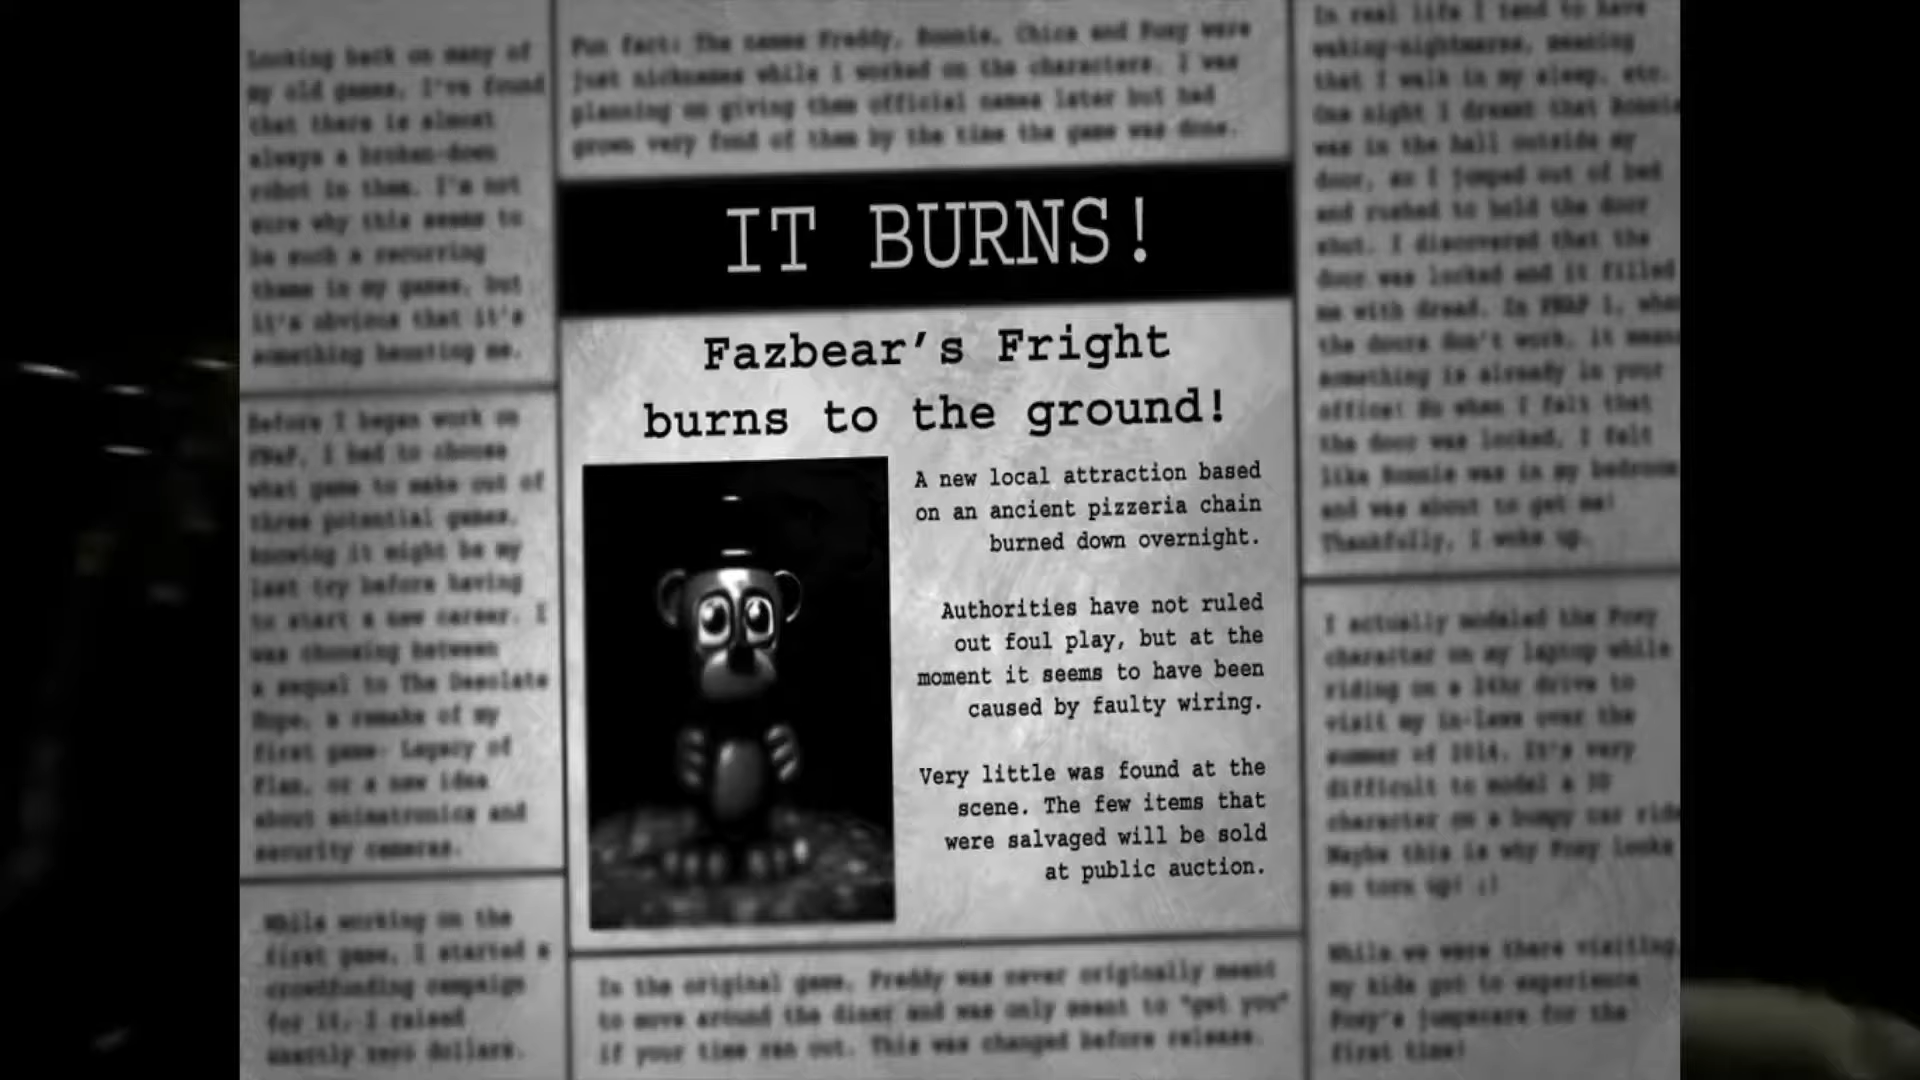 Looking back on many of
my old games, I've found
that there is almost
always a broken-down
robot in them. I'm not
sure why this seems to
be such a recurring
theme in my games, but
it's obvious that it's
something haunting me.
Before I began work on
FNaF, I had to choose
what game to make out of
three potential games,
knowing it might be my
last try before having
to start a new career. I
was choosing between
a sequel to The Desolate
Hope, a remake of my
first game- Legacy of
Flan, or a new idea
about animatronics and
security cameras.
While working on the
first game, I started a
crowdfunding campaign
for it. I raised
exactly zero dollars.
Fun fact: The names Freddy, Bonnie, Chica and Foxy were
just nicknames while I worked on the characters. I was
planning on giving them official names later but had
grown very fond of them by the time the game was done.
IT BURNS!
Fazbear's Fright
burns to the ground!
A new local attraction based
on an ancient pizzeria chain
burned down overnight.
Authorities have not ruled
out foul play, but at the
moment it seems to have been
caused by faulty wiring.
Very little was found at the
scene. The few items that
were salvaged will be sold
at public auction.
In the original game, Freddy was never originally meant
to move around the diner and was only meant to "get you"
if your time ran out. This was changed before release.
In real life I tend to have
waking-nightmares, meaning
that I walk in my sleep, etc.
One night I dreamt that Bonnie
was in the hall outside my
door, so I jumped out of bed
and rushed to hold the door
shut. I discovered that the
door was locked and it filled
me with dread. In FNAF 1, when
the doors don't work, it means
something is already in your
office! So when I felt that
the door was locked, I felt
like Bonnie was in my bedroom
and was about to get me!
Thankfully, I woke up.
I actually modeled the Foxy
character on my laptop while
riding on a 24hr drive to
visit my in-laws over the
summer of 2014. It's very
difficult to model a 3D
character on a bumpy car ride
Maybe this is why Foxy looks
so torn up! ;)
While we were there visiting,
my kids got to experience
Foxy's jumpscare for the
first time!